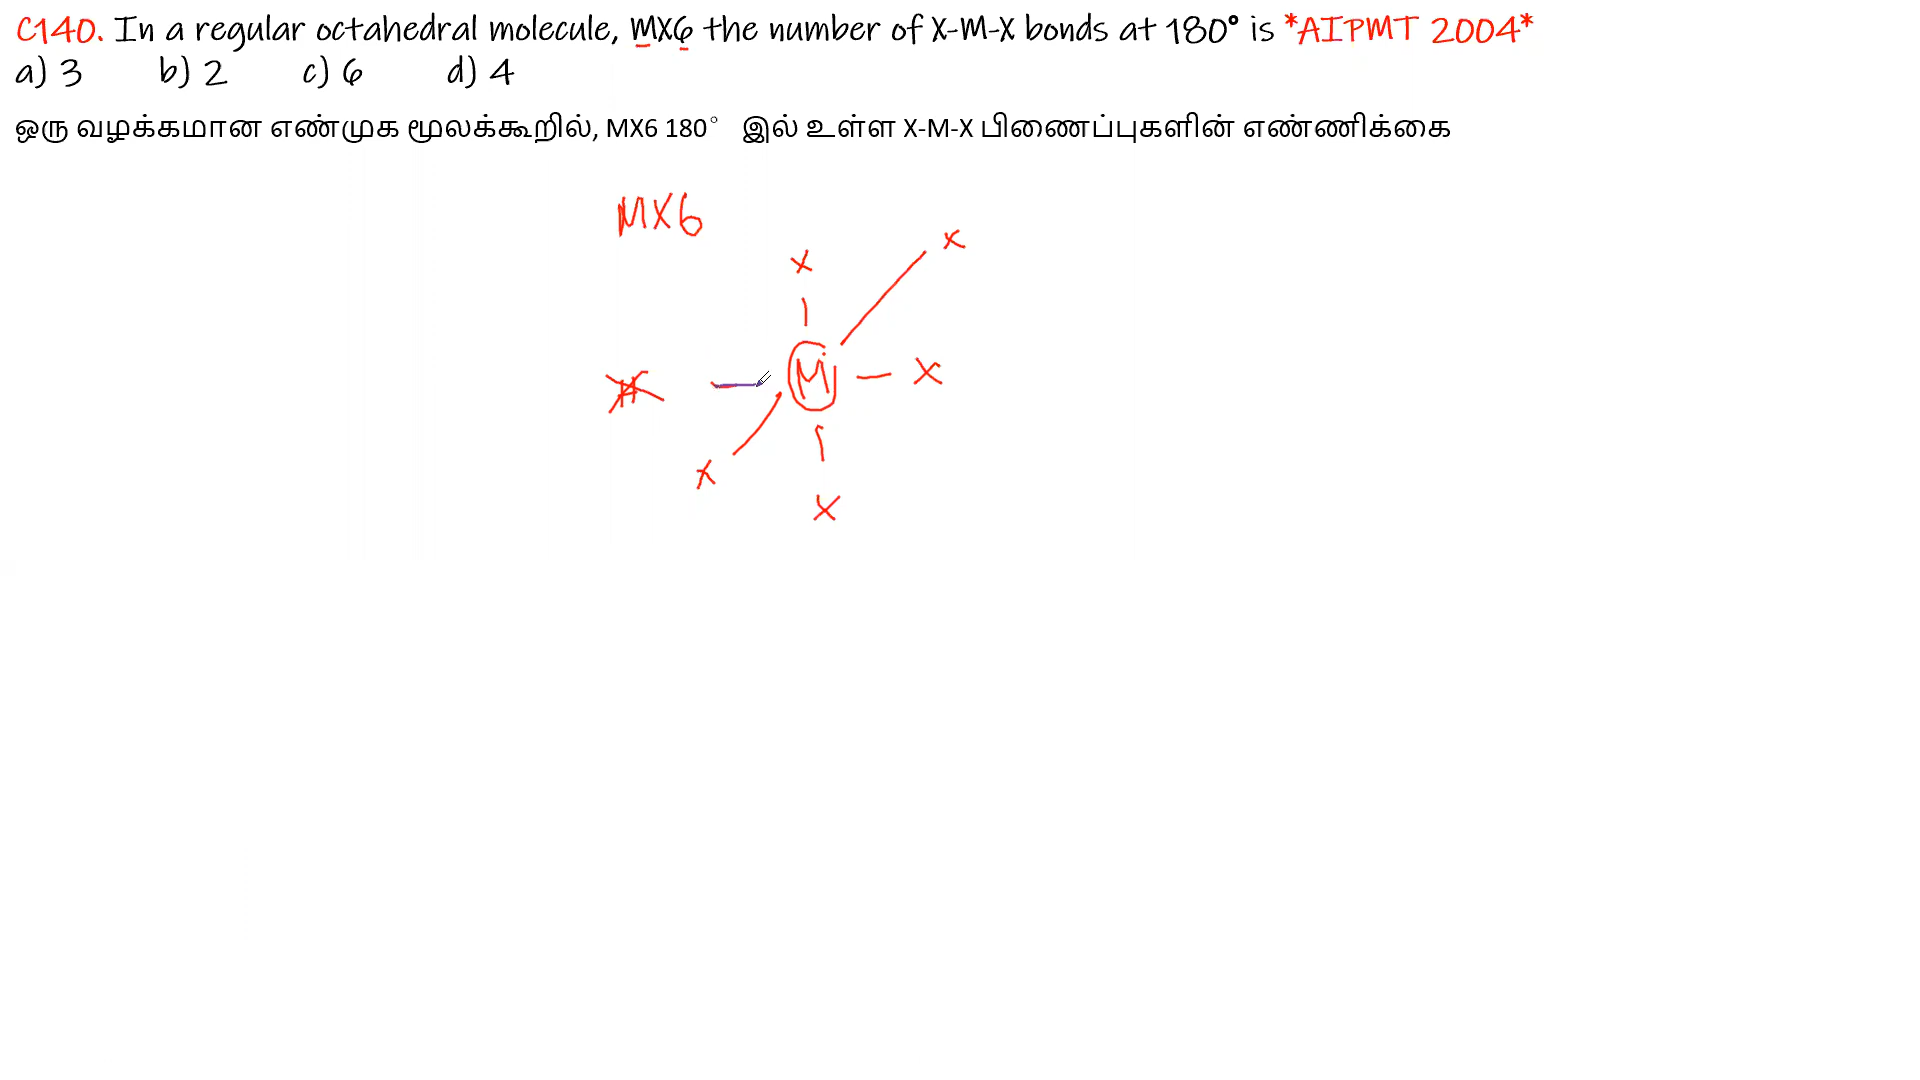 C140. In a regular octahedral molecule, MX6 the number of X-M-X bonds at 180° is *AIPMT 2004*
a) 3 b) 2 c) 6 d) 4
ஒரு வழக்கமான எண்முக மூலக்கூறில், MX6 180° இல் உள்ள X-M-X பிணைப்புகளின் எண்ணிக்கை
MX6
x
x
M
X
x
x